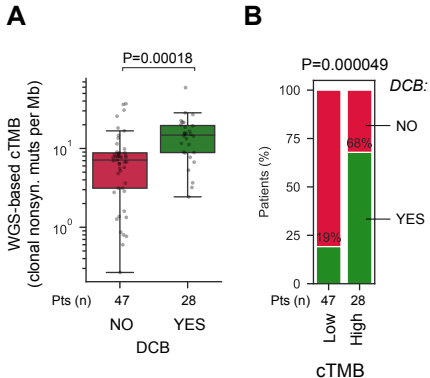 A
P=0.00018
WGS-based cTMB
(clonal nonsyn. muts per Mb)
10¹
10⁰
Pts (n) 47 28
NO YES
DCB
B
P=0.000049
DCB:
Patients (%)
100
75
50
25
0
68%
19%
NO
YES
Pts (n) 47 28
Low High
cTMB